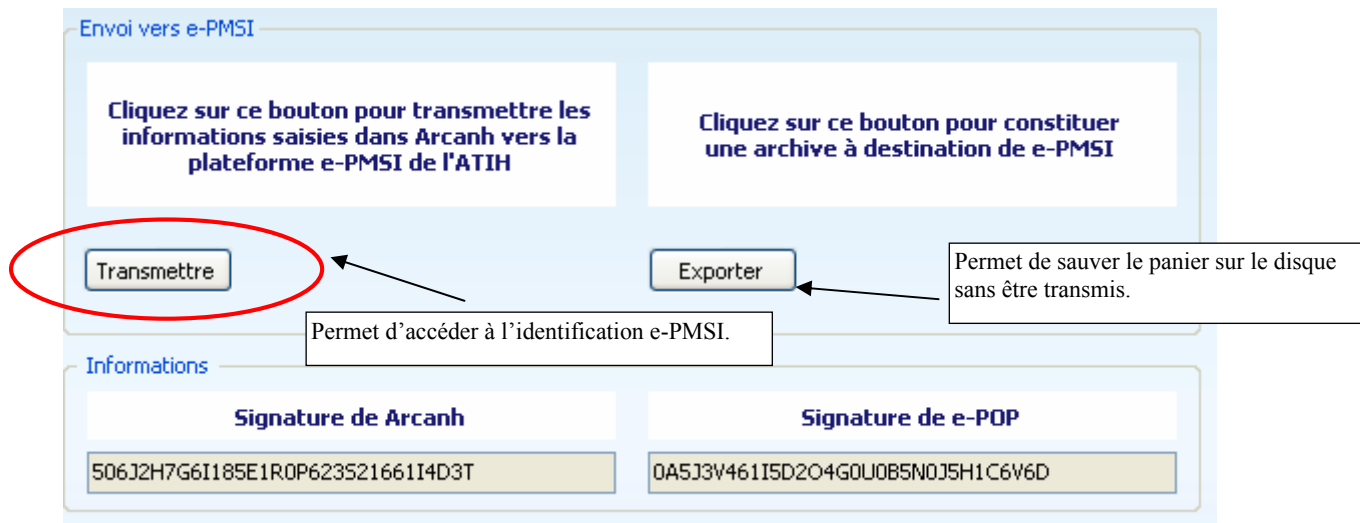 Envoi vers e-PMSI
Cliquez sur ce bouton pour transmettre les
informations saisies dans Arcanh vers la
plateforme e-PMSI de l'ATIH
Cliquez sur ce bouton pour constituer
une archive à destination de e-PMSI
Transmettre
Exporter
Permet de sauver le panier sur le disque
sans être transmis.
Permet d’accéder à l’identification e-PMSI.
Informations
Signature de Arcanh
Signature de e-POP
506J2H7G6I185E1R0P623S21661I4D3T
0A5J3V461I5D2O4G0U0B5N0J5H1C6V6D